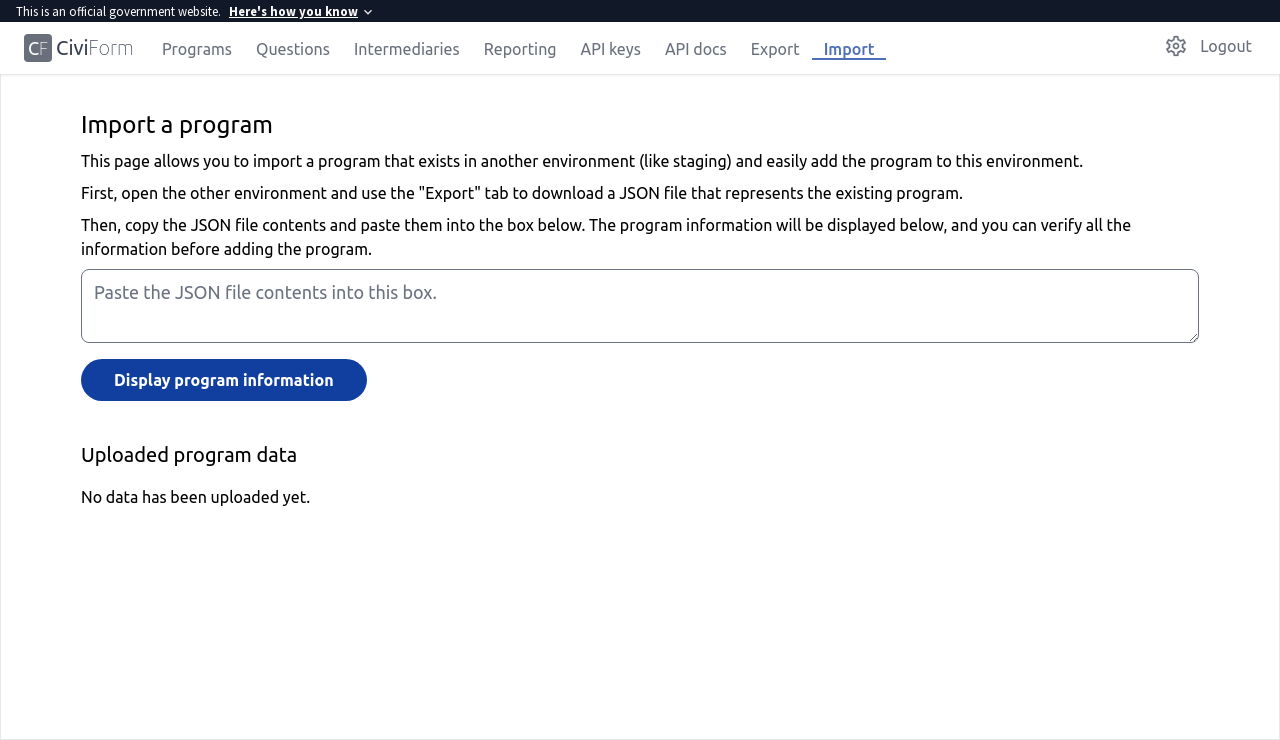 This is an official government website. Here's how you know
CF CiviForm Programs Questions Intermediaries Reporting API keys API docs Export Import Logout
Import a program
This page allows you to import a program that exists in another environment (like staging) and easily add the program to this environment.
First, open the other environment and use the "Export" tab to download a JSON file that represents the existing program.
Then, copy the JSON file contents and paste them into the box below. The program information will be displayed below, and you can verify all the
information before adding the program.
Paste the JSON file contents into this box.
Display program information
Uploaded program data
No data has been uploaded yet.